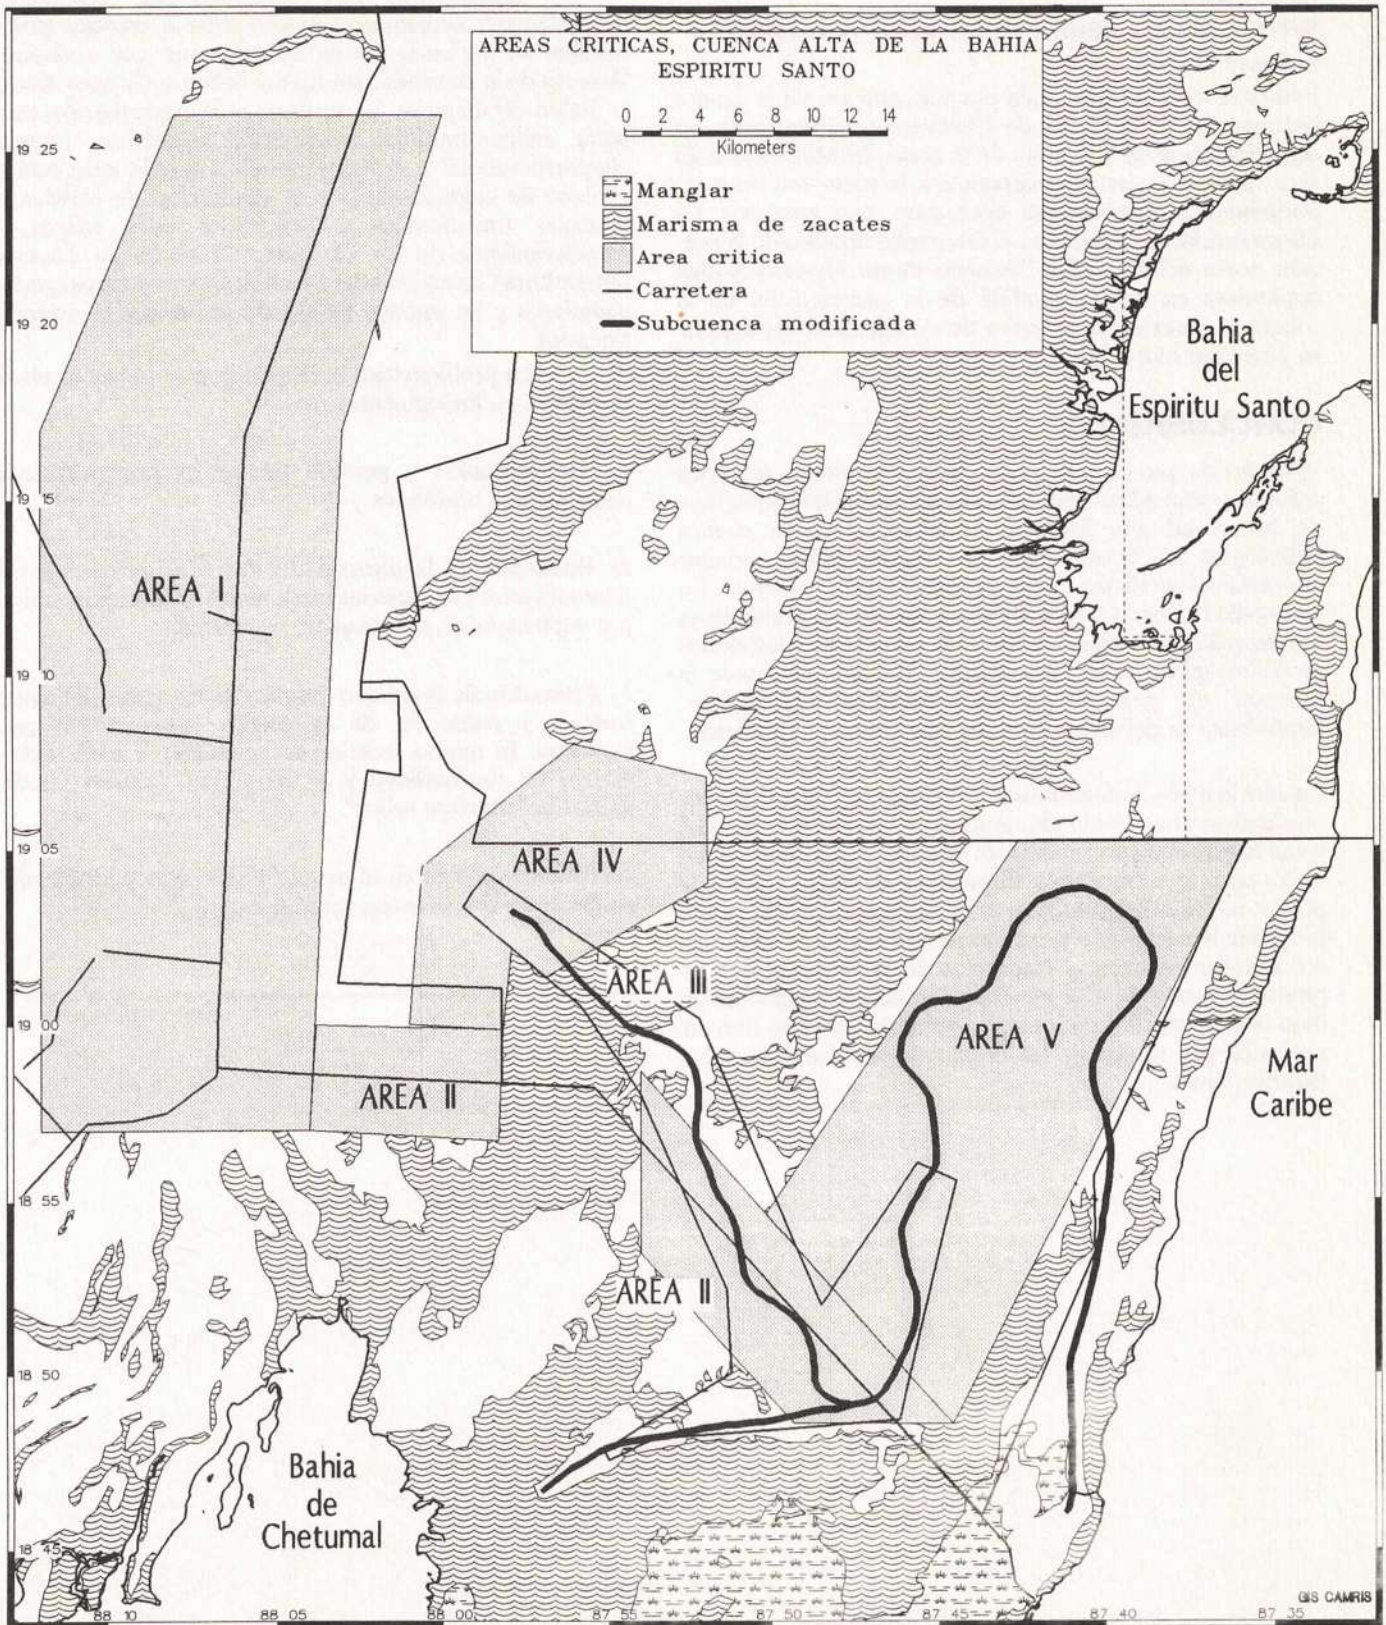 AREAS CRITICAS, CUENCA ALTA DE LA BAHIA
ESPIRITU SANTO
0 2 4 6 8 10 12 14
Kilometers
Manglar
Marisma de zacates
Area critica
Carretera
Subcuenca modificada
19 25
19 20
Bahia
del
Espiritu Santo
19 15
AREA I
19 10
19 05
AREA IV
AREA III
19 00
AREA V
AREA II
Mar
Caribe
18 55
AREA II
18 50
Bahia
de
Chetumal
18 45
GIS CAMRIS
88 10 88 05 88 00 87 55 87 50 87 45 87 40 87 35